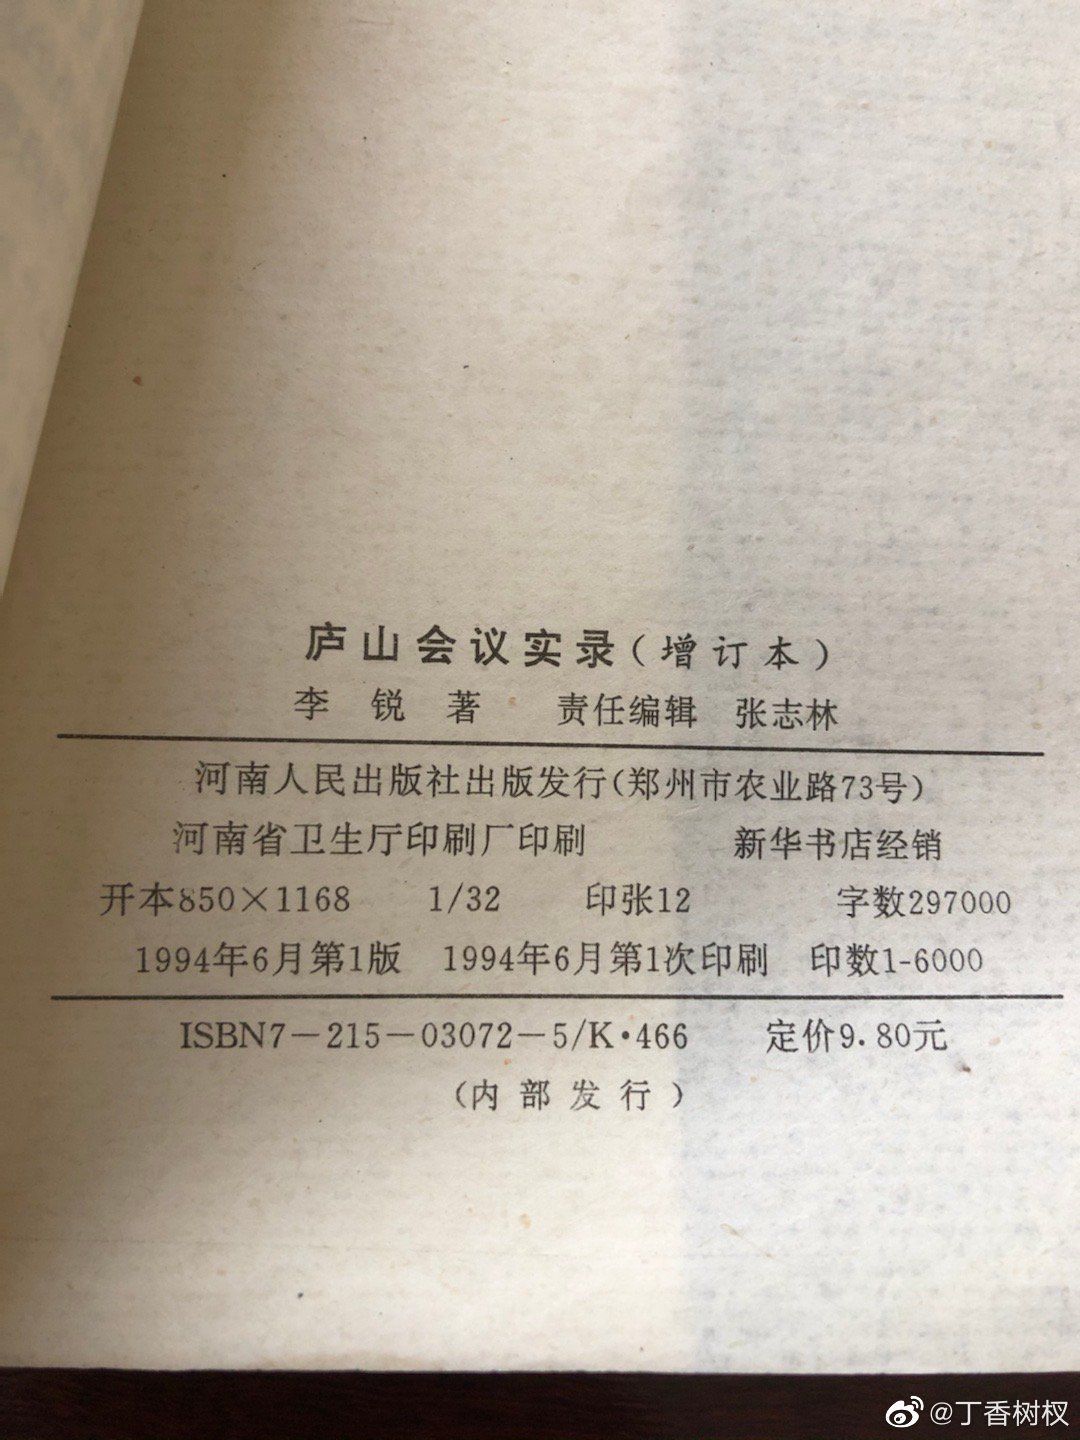 庐山会议实录(增订本)
李 锐 著 责任编辑 张志林
河南人民出版社出版发行(郑州市农业路73号)
河南省卫生厅印刷厂印刷 新华书店经销
开本850×1168 1/32 印张12 字数297000
1994年6月第1版 1994年6月第1次印刷 印数1-6000
ISBN7-215-03072-5/K·466 定价9.80元
(内部发行)
@丁香树杈